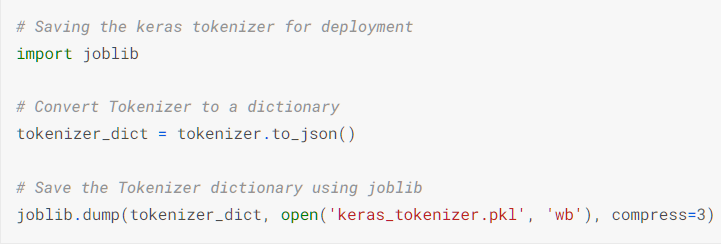 # Saving the keras tokenizer for deployment
import joblib
# Convert Tokenizer to a dictionary
tokenizer_dict = tokenizer.to_json()
# Save the Tokenizer dictionary using joblib
joblib.dump(tokenizer_dict, open('keras_tokenizer.pkl', 'wb'), compress=3)